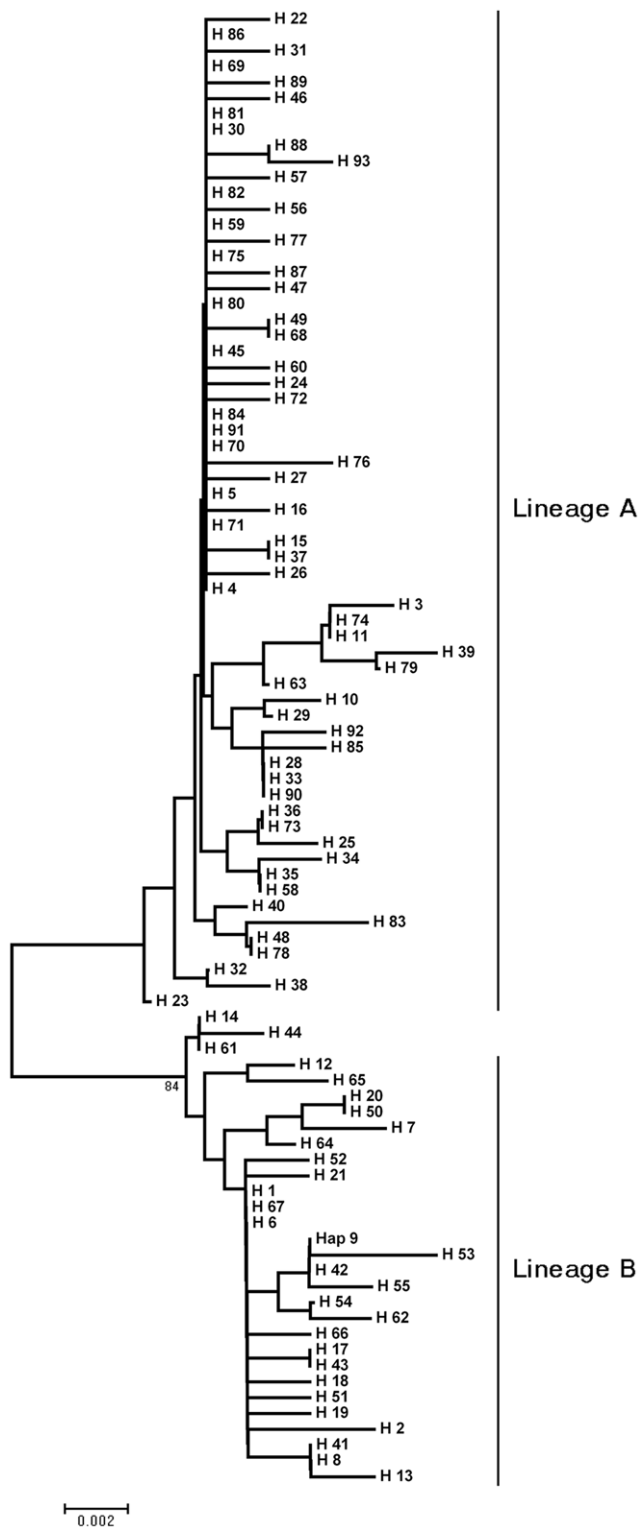 H 22
H 86
H 31
H 69
H 89
H 46
H 81
H 30
H 88
H 93
H 57
H 82
H 56
H 59
H 77
H 75
H 87
H 47
H 80
H 49
H 68
H 45
H 60
H 24
H 72
H 84
H 91
H 70
H 76
H 27
H 5
H 16
Lineage A
H 71
H 15
H 37
H 26
H 4
H 3
H 74
H 11
H 39
H 79
H 63
H 10
H 29
H 92
H 85
H 28
H 33
H 90
H 36
H 73
H 25
H 34
H 35
H 58
H 40
H 83
H 48
H 78
H 32
H 38
H 23
H 14
H 44
H 61
H 12
H 65
84
H 20
H 50
H 7
H 64
H 52
H 21
H 1
H 67
H 6
Hap 9
H 53
H 42
Lineage B
H 55
H 54
H 62
H 66
H 17
H 43
H 18
H 51
H 19
H 2
H 41
H 8
H 13
0.002